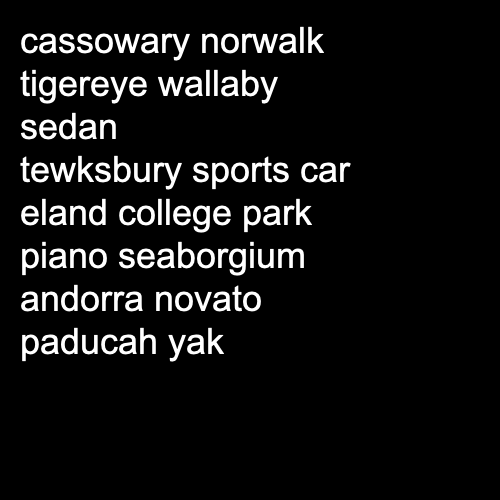 cassowary norwalk
tigereye wallaby
sedan
tewksbury sports car
eland college park
piano seaborgium
andorra novato
paducah yak